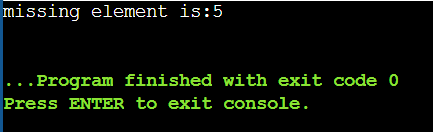 missing element is:5
...Program finished with exit code 0
Press ENTER to exit console.